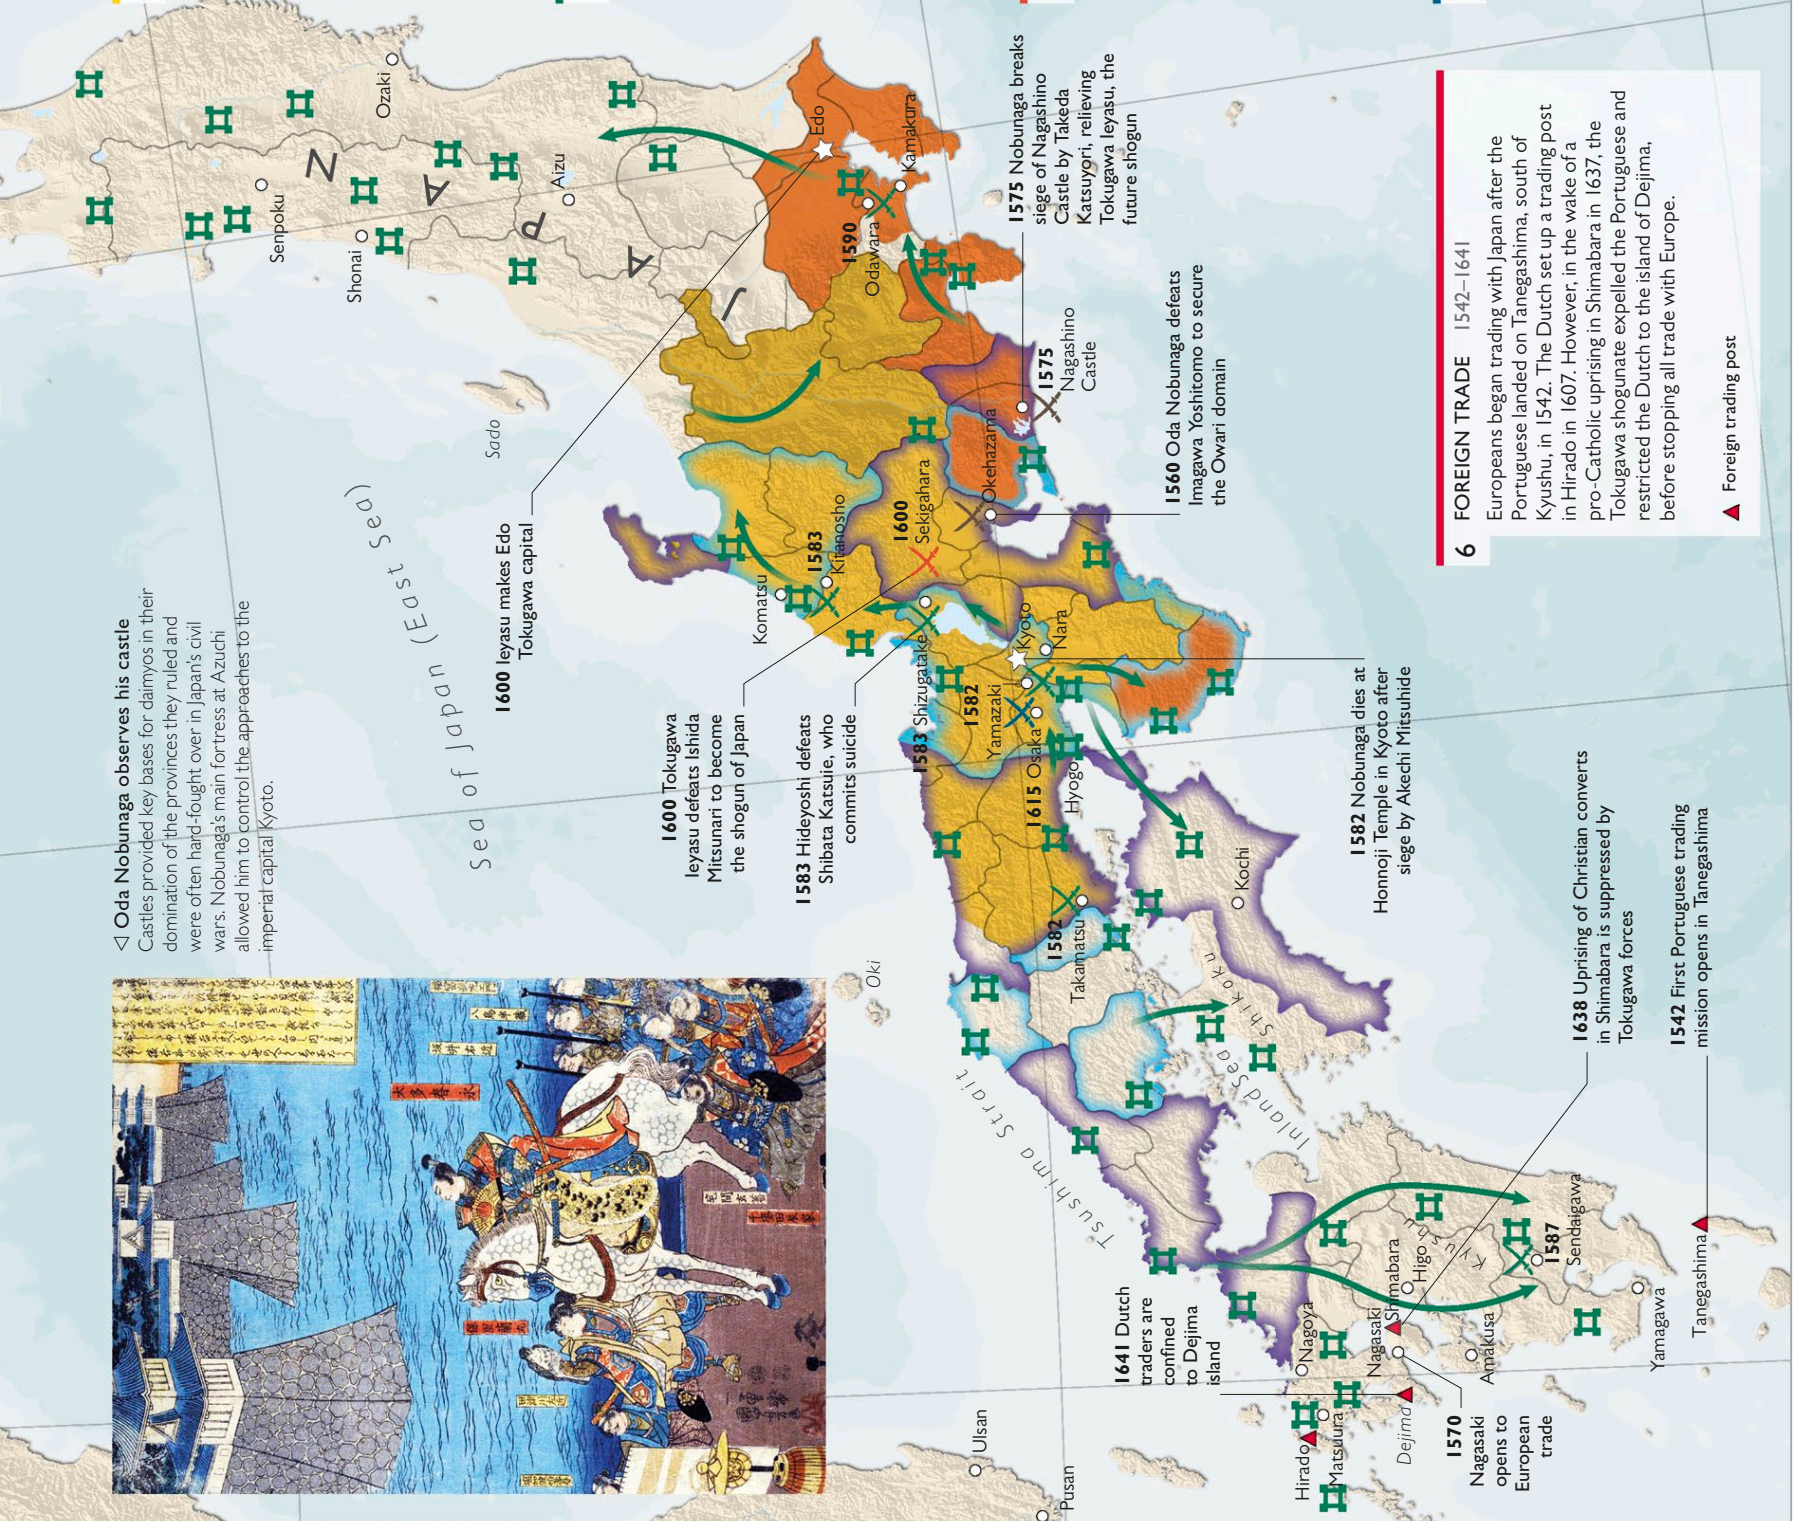 ◁ Oda Nobunaga observes his castle
Castles provided key bases for daimyos in their
domination of the provinces they ruled and
were often hard-fought over in Japan's civil
wars. Nobunaga's main fortress at Azuchi
allowed him to control the approaches to the
imperial capital Kyoto.
Sea of Japan (East Sea)
Sado
Oki
JAPAN
Ozaki
Senpoku
Shonai
Aizu
Edo
Kamakura
1590
Odawara
1600 Ieyasu makes Edo
Tokugawa capital
1575 Nobunaga breaks
siege of Nagashino
Castle by Takeda
Katsuyori, relieving
Tokugawa Ieyasu, the
future shogun
1575
Nagashino
Castle
1560 Oda Nobunaga defeats
Imagawa Yoshitomo to secure
the Owari domain
Okehazama
1600
Sekigahara
1583
Kitanosho
Komatsu
1600 Tokugawa
Ieyasu defeats Ishida
Mitsunari to become
the shogun of Japan
1583 Hideyoshi defeats
Shibata Katsuie, who
commits suicide
1583 Shizugatake
Kyoto
Nara
1582
Yamazaki
1615 Osaka
Hyogo
1582 Nobunaga dies at
Honnoji Temple in Kyoto after
siege by Akechi Mitsuhide
1582
Takamatsu
Kochi
Shikoku
Inland Sea
Tsushima Strait
Kyushu
1638 Uprising of Christian converts
in Shimabara is suppressed by
Tokugawa forces
1542 First Portuguese trading
mission opens in Tanegashima
1641 Dutch
traders are
confined
to Dejima
island
Nagoya
Nagasaki
Shimabara
Higo
1587
Sendaigawa
Amakusa
Yamagawa
Tanegashima
Hirado
Matsuura
Dejima
1570
Nagasaki
opens to
European
trade
Ulsan
Pusan
6 FOREIGN TRADE 1542–1641
Europeans began trading with Japan after the
Portuguese landed on Tanegashima, south of
Kyushu, in 1542. The Dutch set up a trading post
in Hirado in 1607. However, in the wake of a
pro-Catholic uprising in Shimabara in 1637, the
Tokugawa shogunate expelled the Portuguese and
restricted the Dutch to the island of Dejima,
before stopping all trade with Europe.
Foreign trading post